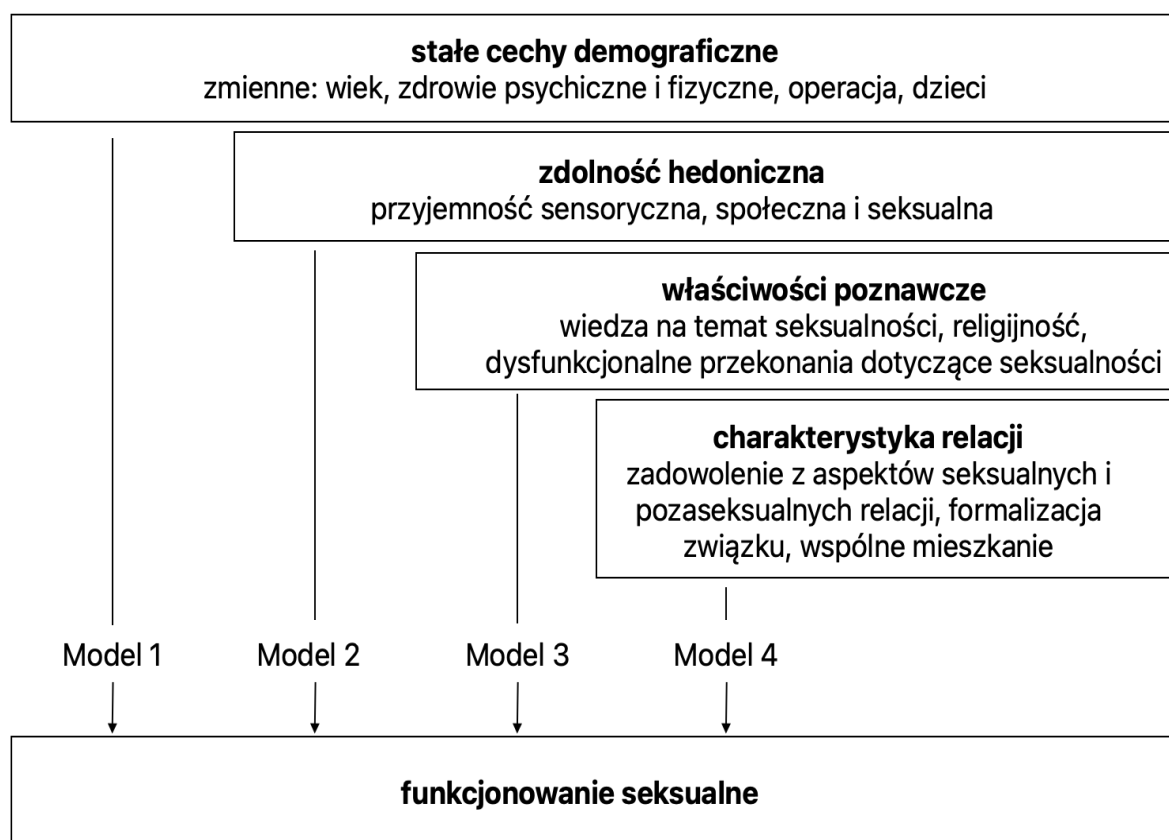 stałe cechy demograficzne
zmienne: wiek, zdrowie psychiczne i fizyczne, operacja, dzieci
zdolność hedoniczna
przyjemność sensoryczna, społeczna i seksualna
właściwości poznawcze
wiedza na temat seksualności, religijność,
dysfunkcjonalne przekonania dotyczące seksualności
charakterystyka relacji
zadowolenie z aspektów seksualnych i
pozaseksualnych relacji, formalizacja
związku, wspólne mieszkanie
Model 1
Model 2
Model 3
Model 4
funkcjonowanie seksualne